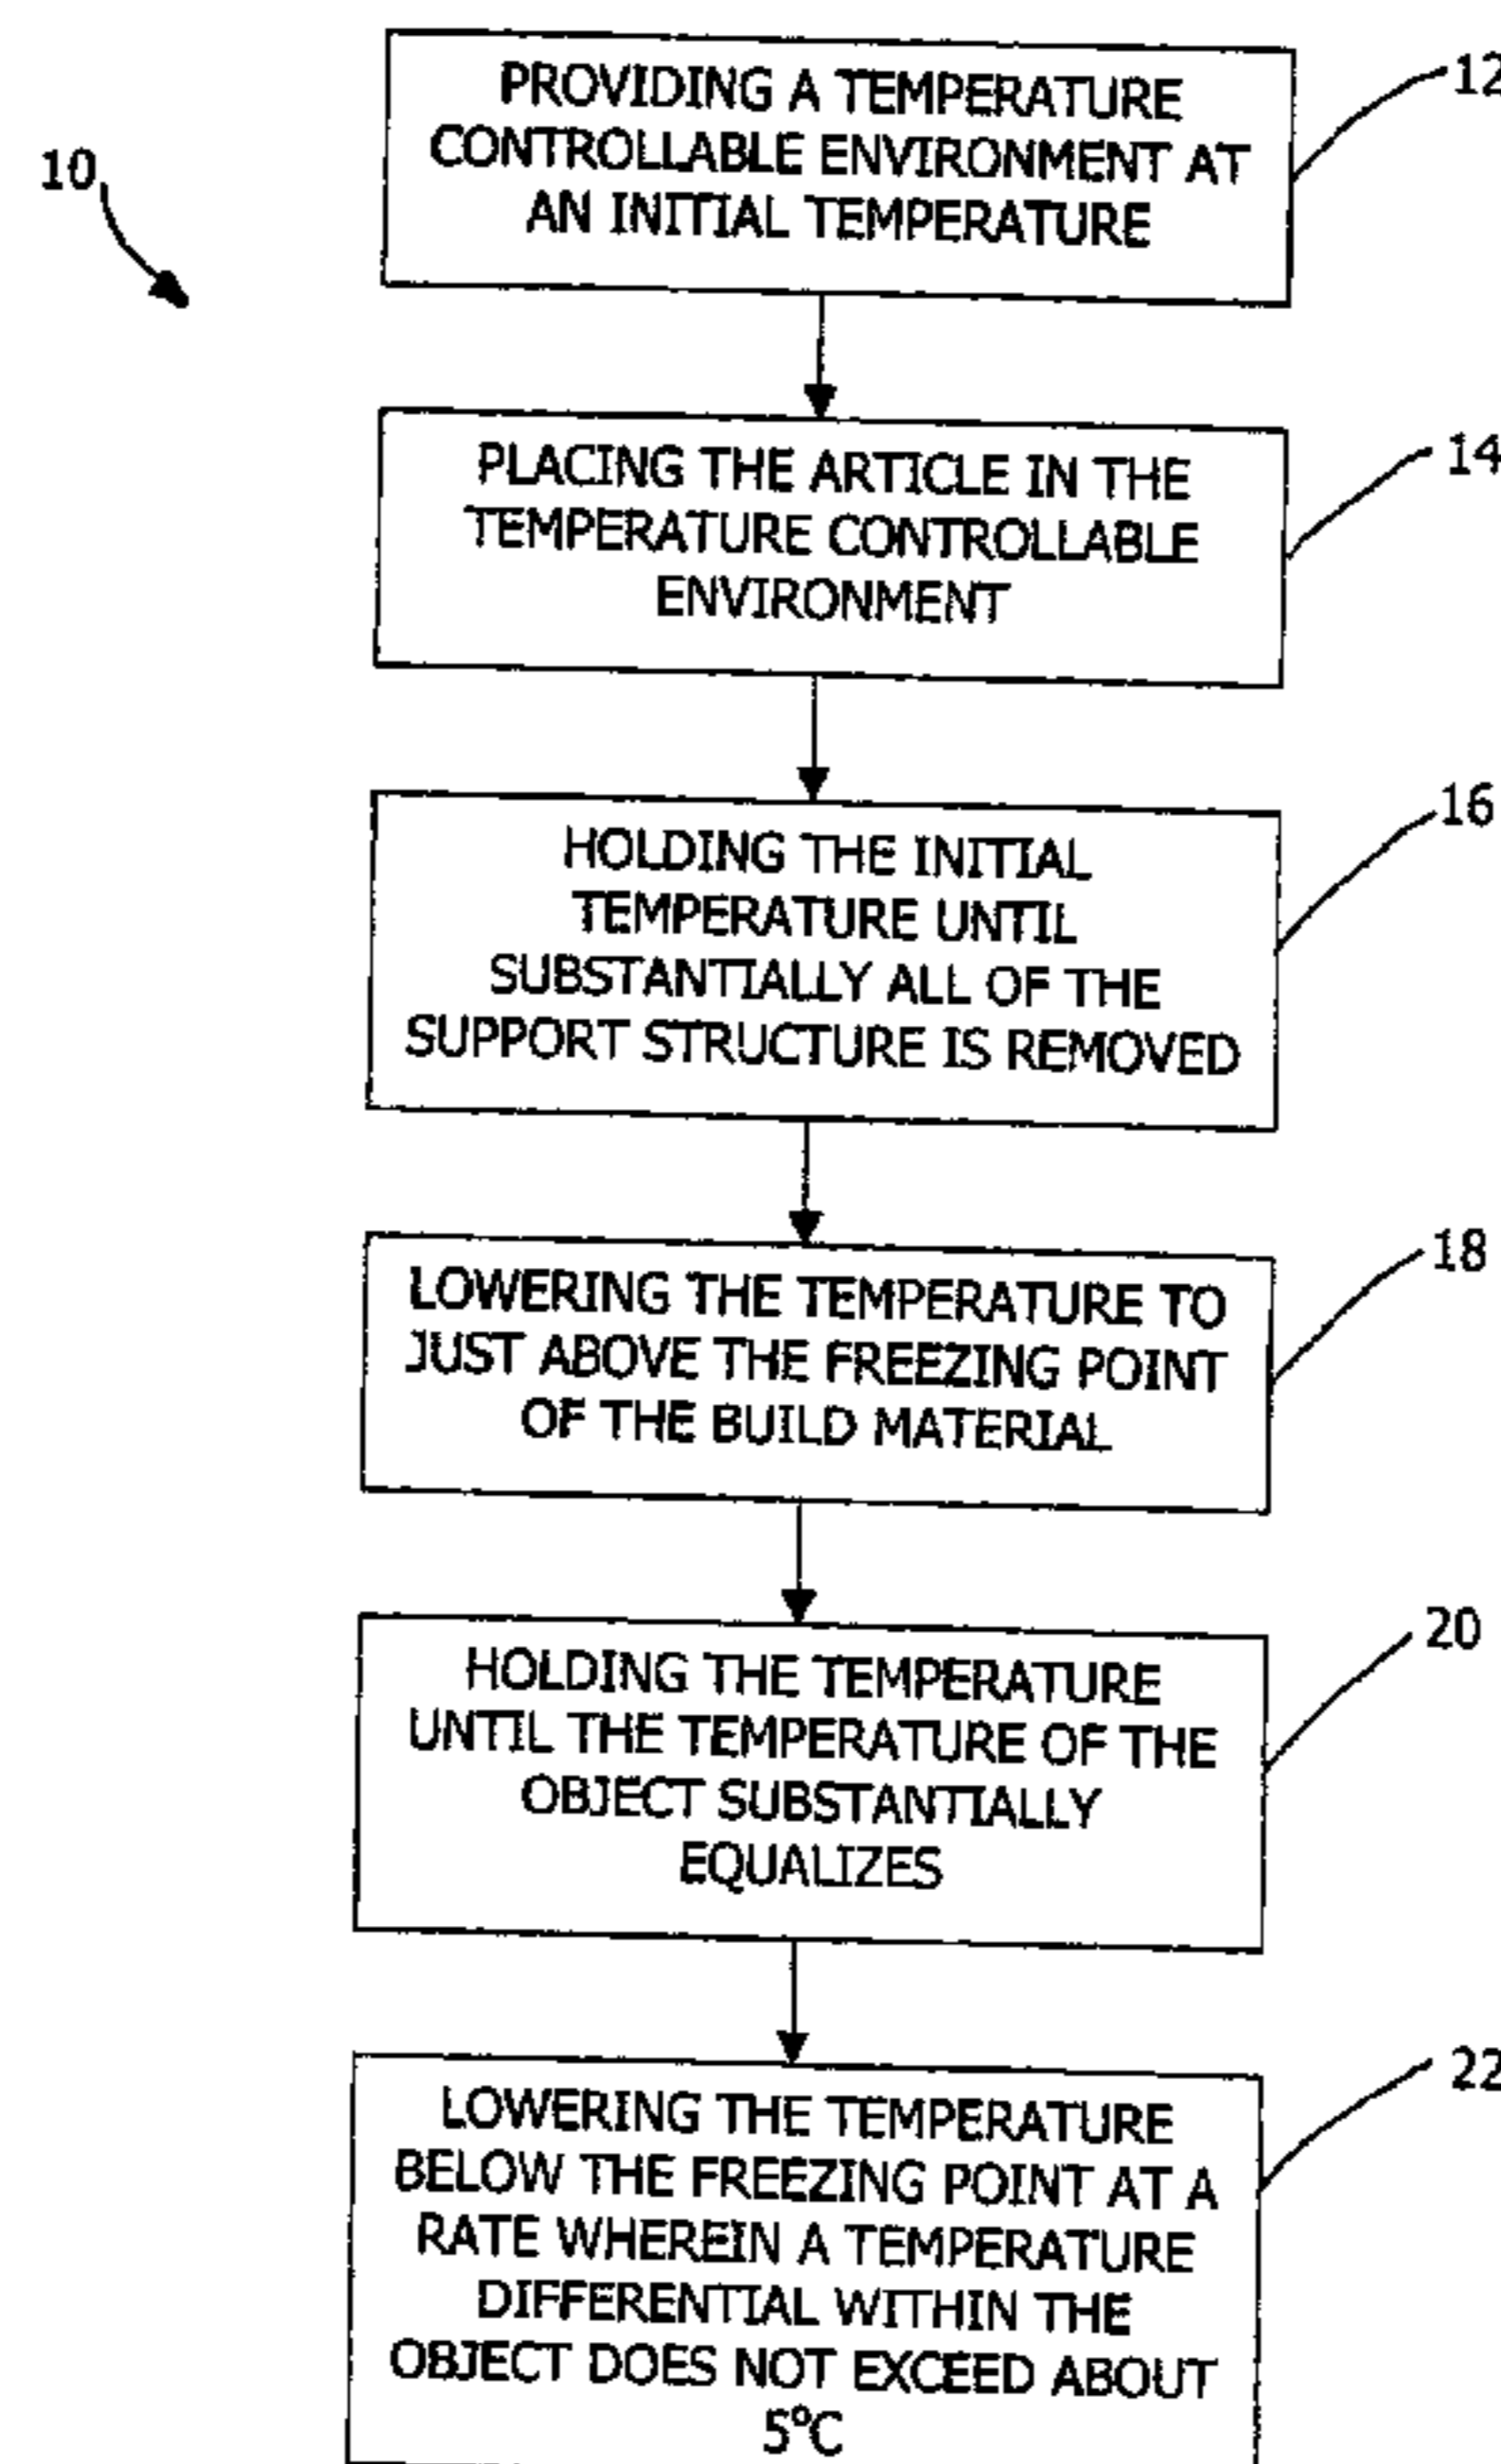 10
PROVIDING A TEMPERATURE
CONTROLLABLE ENVIRONMENT AT
AN INITIAL TEMPERATURE
12
PLACING THE ARTICLE IN THE
TEMPERATURE CONTROLLABLE
ENVIRONMENT
14
HOLDING THE INITIAL
TEMPERATURE UNTIL
SUBSTANTIALLY ALL OF THE
SUPPORT STRUCTURE IS REMOVED
16
LOWERING THE TEMPERATURE TO
JUST ABOVE THE FREEZING POINT
OF THE BUILD MATERIAL
18
HOLDING THE TEMPERATURE
UNTIL THE TEMPERATURE OF THE
OBJECT SUBSTANTIALLY
EQUALIZES
20
LOWERING THE TEMPERATURE
BELOW THE FREEZING POINT AT A
RATE WHEREIN A TEMPERATURE
DIFFERENTIAL WITHIN THE
OBJECT DOES NOT EXCEED ABOUT
5°C
22